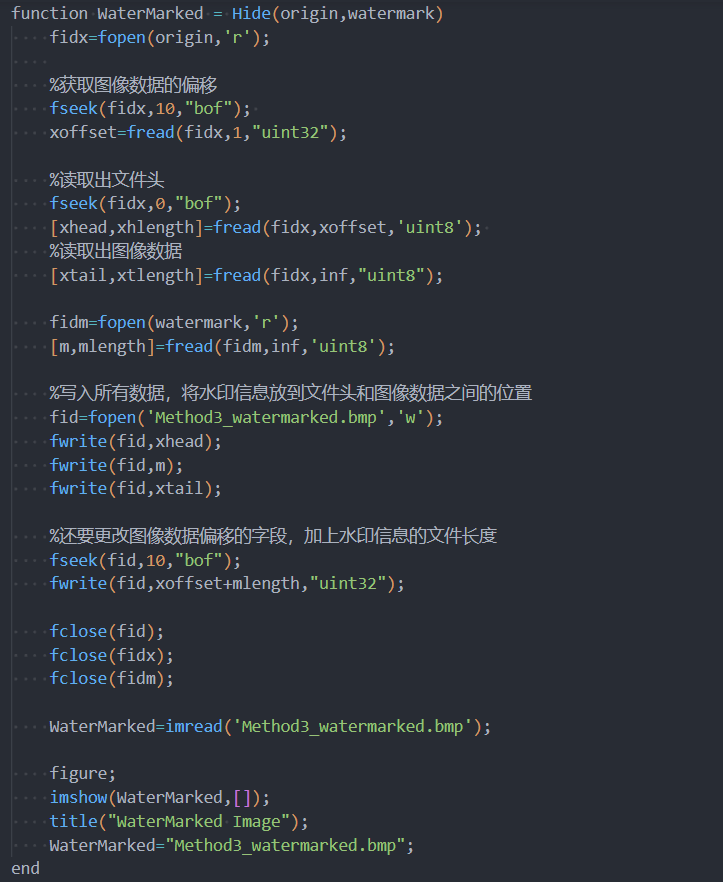 function WaterMarked = Hide(origin,watermark)
fidx=fopen(origin,'r');
%获取图像数据的偏移
fseek(fidx,10,"bof");
xoffset=fread(fidx,1,"uint32");
%读取出文件头
fseek(fidx,0,"bof");
[xhead,xhlength]=fread(fidx,xoffset,'uint8');
%读取出图像数据
[xtail,xtlength]=fread(fidx,inf,"uint8");
fidm=fopen(watermark,'r');
[m,mlength]=fread(fidm,inf,'uint8');
%写入所有数据，将水印信息放到文件头和图像数据之间的位置
fid=fopen('Method3_watermarked.bmp','w');
fwrite(fid,xhead);
fwrite(fid,m);
fwrite(fid,xtail);
%还要更改图像数据偏移的字段，加上水印信息的文件长度
fseek(fid,10,"bof");
fwrite(fid,xoffset+mlength,"uint32");
fclose(fid);
fclose(fidx);
fclose(fidm);
WaterMarked=imread('Method3_watermarked.bmp');
figure;
imshow(WaterMarked,[]);
title("WaterMarked Image");
WaterMarked="Method3_watermarked.bmp";
end